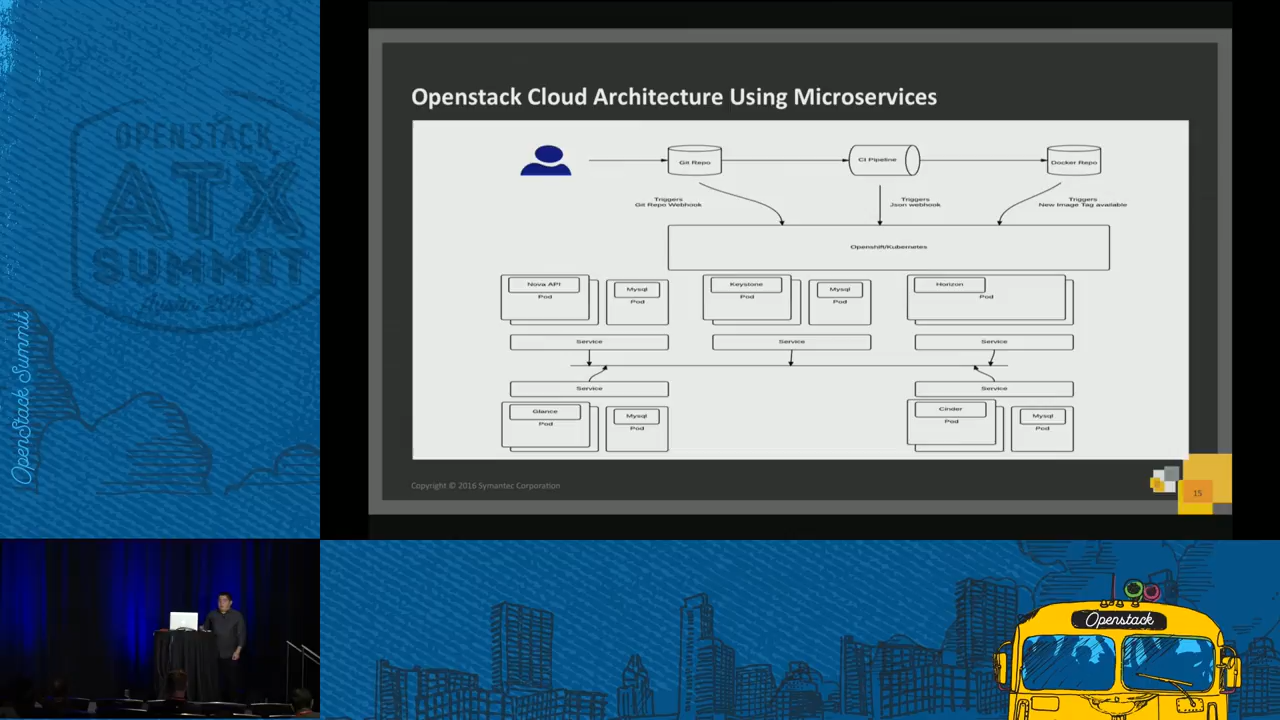 OPENSTACK
ATX
SUMMIT
OpenStack Summit
Openstack Cloud Architecture Using Microservices
Git Repo
CI Pipeline
Docker Repo
Triggers
Git Repo Webhook
Triggers
Json webhook
Triggers
New Image Tag available
Openshift/Kubernetes
Nova API
Pod
Mysql
Pod
Keystone
Pod
Mysql
Pod
Horizon
Pod
Service
Service
Service
Service
Service
Glance
Pod
Mysql
Pod
Cinder
Pod
Mysql
Pod
Copyright © 2016 Symantec Corporation
15
Openstack